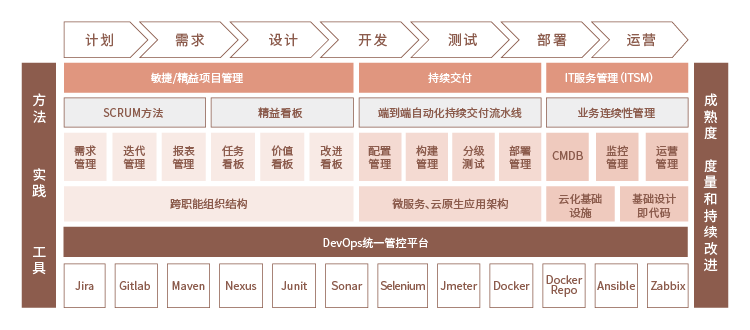 计划 需求 设计 开发 测试 部署 运营
敏捷/精益项目管理 持续交付 IT服务管理（ITSM）
方法
SCRUM方法 精益看板 端到端自动化持续交付流水线 业务连续性管理
成熟度 度量和持续改进
需求管理 迭代管理 报表管理 任务看板 价值看板 改进看板 配置管理 构建管理 分级测试 部署管理 CMDB 监控管理 运营管理
实践
跨职能组织结构 微服务、云原生应用架构 云化基础设施 基础设计即代码
DevOps统一管控平台
工具
Jira Gitlab Maven Nexus Junit Sonar Selenium Jmeter Docker Docker Repo Ansible Zabbix